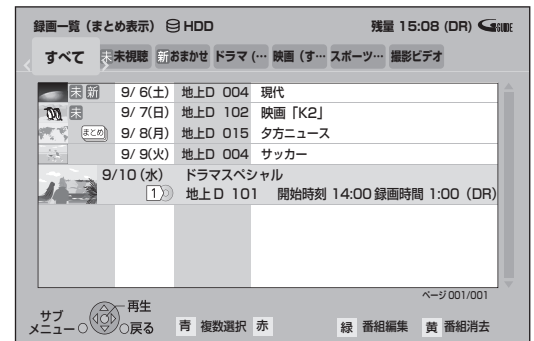 録画一覧（まとめ表示） HDD 残量 15:08 (DR) GGUIDE
すべて 未 未視聴 新 おまかせ ドラマ (… 映画 (す… スポーツ… 撮影ビデオ
未 新 9/ 6(土) 地上D 004 現代
未 9/ 7(日) 地上D 102 映画「K2」
まとめ 9/ 8(月) 地上D 015 夕方ニュース
9/ 9(火) 地上D 004 サッカー
9/10 (水) ドラマスペシャル
1 地上D 101 開始時刻 14:00 録画時間 1:00 (DR)
ページ 001/001
サブメニュー 再生 戻る
青 複数選択 赤 緑 番組編集 黄 番組消去